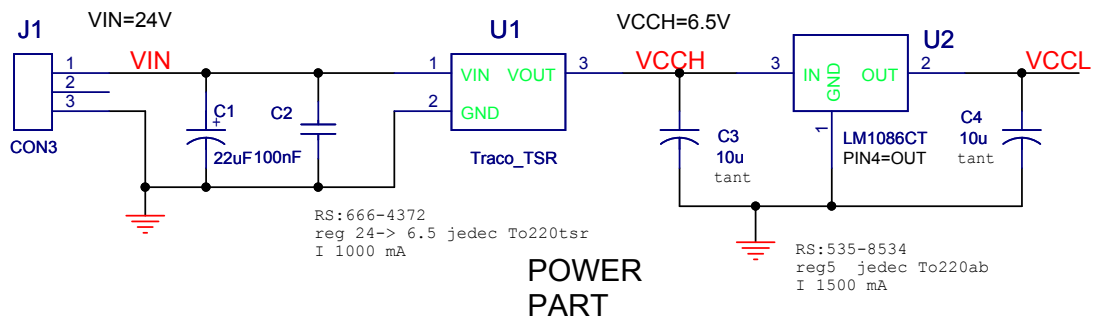 J1
VIN=24V
U1
VCCH=6.5V
U2
1
VIN
2
3
CON3
C1
+
22uF
C2
100nF
1
VIN
VOUT
3
2
GND
Traco_TSR
VCCH
3
IN
GND
OUT
2
VCCL
1
C3
10u
tant
LM1086CT
PIN4=OUT
C4
10u
tant
RS:666-4372
reg 24-> 6.5 jedec To220tsr
I 1000 mA
RS:535-8534
reg5 jedec To220ab
I 1500 mA
POWER
PART